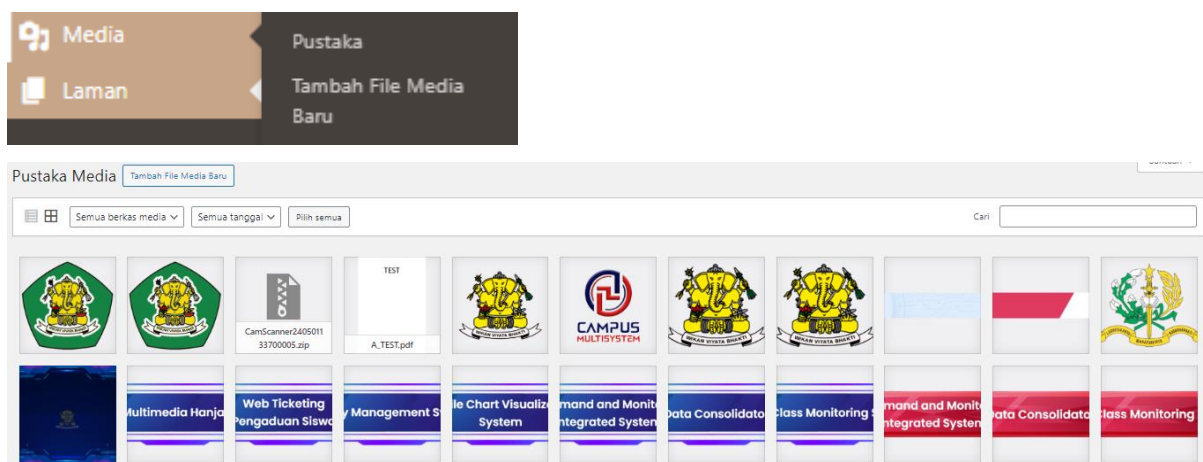 Media
Pustaka
Laman
Tambah File Media
Baru
Pustaka Media
Tambah File Media Baru
Semua berkas media
Semua tanggal
Pilih semua
Cari
TEST
CamScanner2405011
33700005.zip
A_TEST.pdf
CAMPUS
MULTISYSTEM
Multimedia Hanja
Web Ticketing
Pengaduan Siswa
y Management S
le Chart Visualiz
System
mand and Monit
ntegrated System
Data Consolidato
Class Monitoring
mand and Monit
ntegrated System
Data Consolidato
Class Monitoring